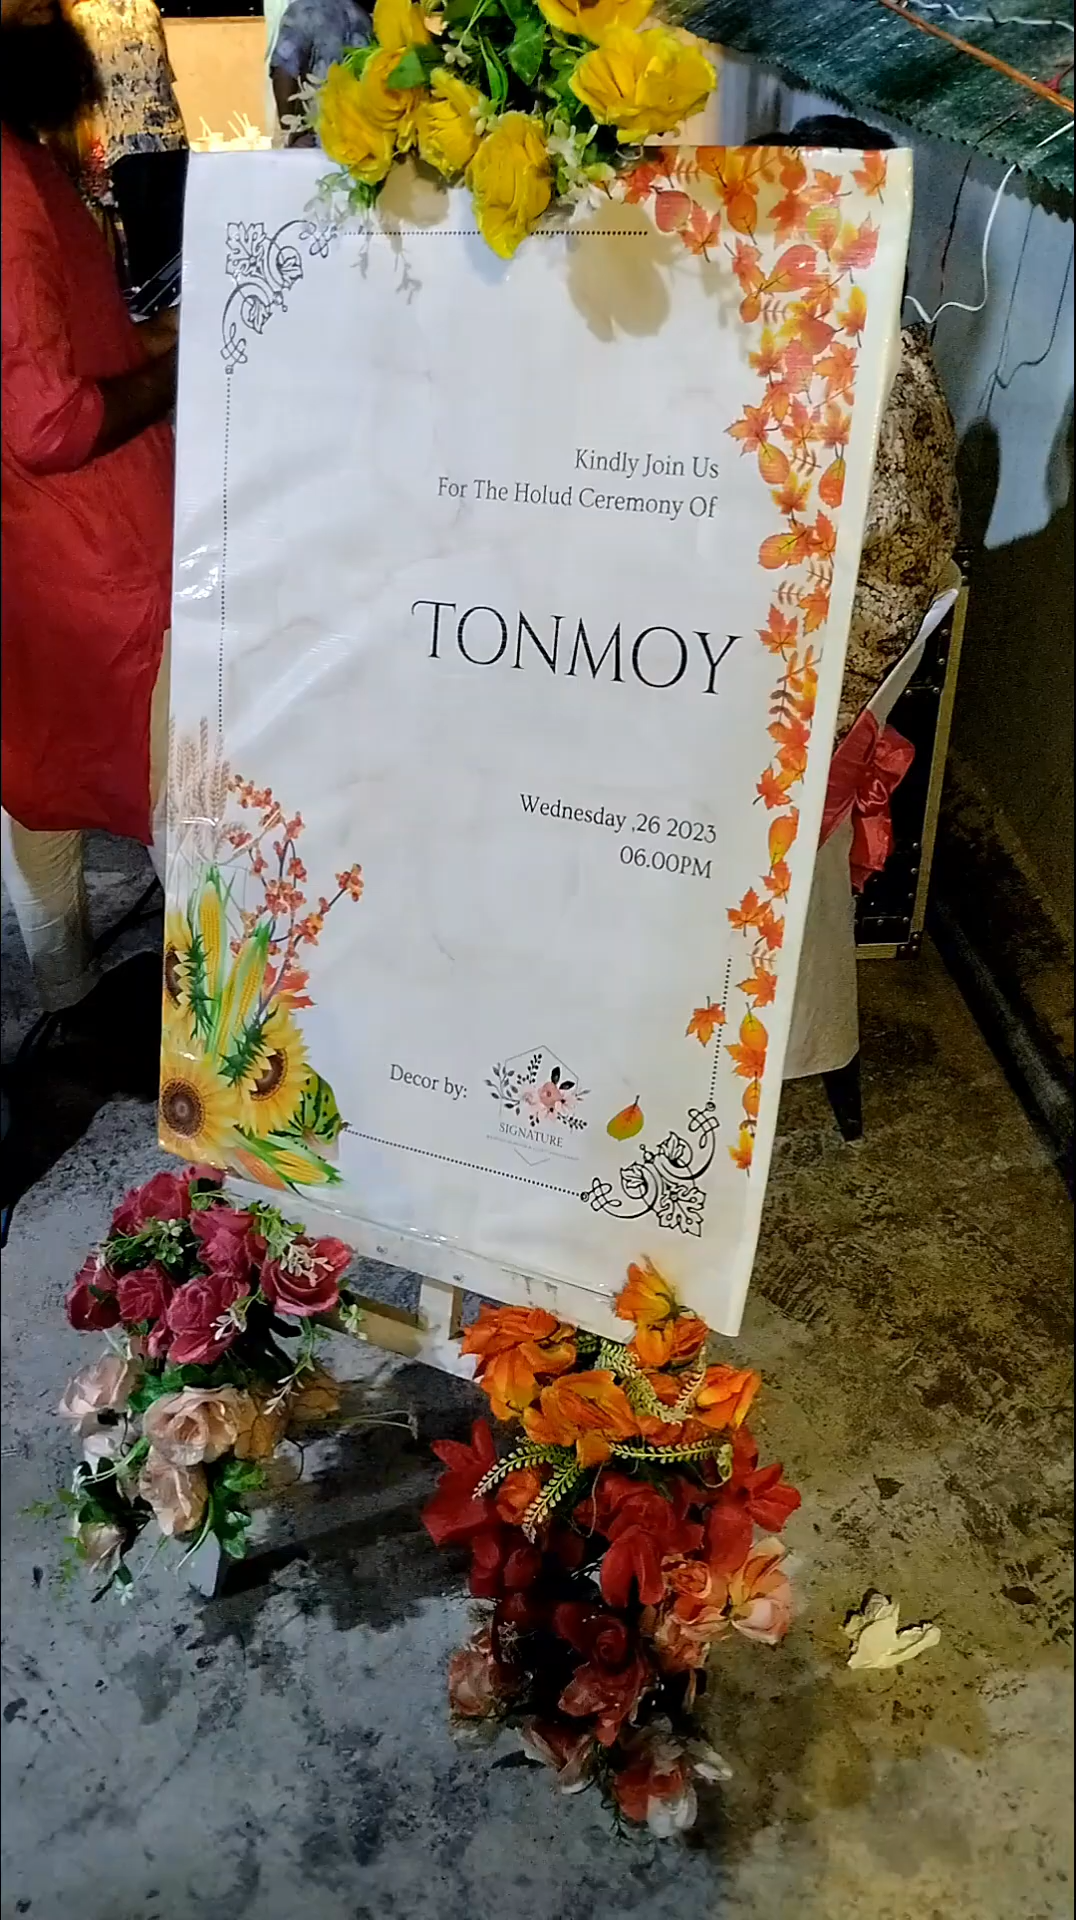 Kindly Join Us
For The Holud Ceremony Of
TONMOY
Wednesday ,26 2023
06.00PM
Decor by:
SIGNATURE